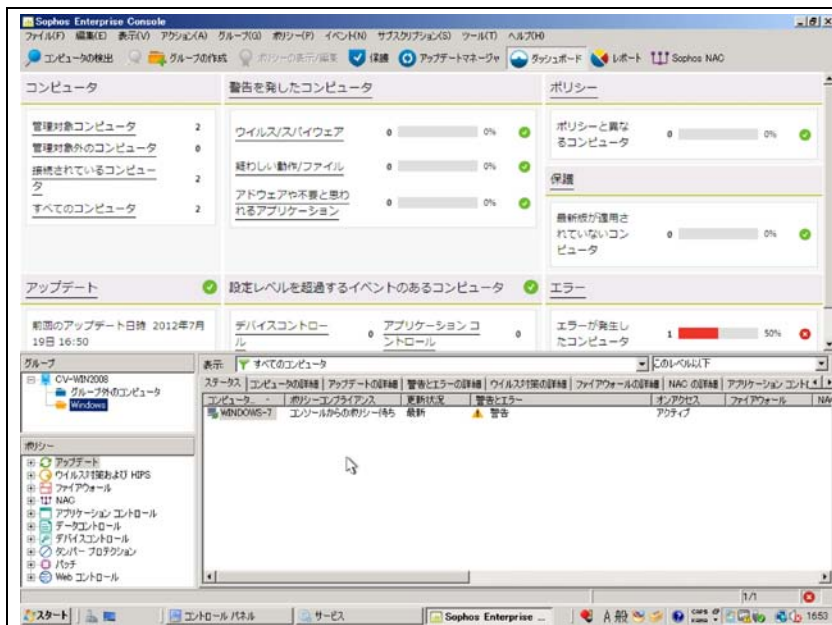 Sophos Enterprise Console
ファイル(F) 編集(E) 表示(V) アクション(A) グループ(G) ポリシー(P) イベント(N) サブスクリプション(S) ツール(T) ヘルプ(H)
コンピュータの検出 グループの作成 ポリシーの表示/編集 保護 アップデートマネージャ ダッシュボード レポート Sophos NAC
コンピュータ
管理対象コンピュータ 2
管理対象外のコンピュータ 0
接続されているコンピュー
タ 2
すべてのコンピュータ 2
警告を発したコンピュータ
ウイルス/スパイウェア 0 0%
疑わしい動作/ファイル 0 0%
アドウェアや不要と思わ
れるアプリケーション 0 0%
ポリシー
ポリシーと異な
るコンピュータ 0 0%
保護
最新版が適用さ
れていないコン
ピュータ 0 0%
アップデート
前回のアップデート日時 2012年7
月19日 16:50
設定レベルを超過するイベントのあるコンピュータ
デバイスコントロー
ル 0
アプリケーション コ
ントロール 0
エラー
エラーが発生し
たコンピュータ 1 50%
グループ
CV-WIN2008
グループ外のコンピュータ
Windows
表示: すべてのコンピュータ このレベル以下
ステータス コンピュータの詳細 アップデートの詳細 警告とエラーの詳細 ウイルス対策の詳細 ファイアウォールの詳細 NAC の詳細 アプリケーション コント
コンピュータ... ポリシーコンプライアンス 更新状況 警告とエラー オンアクセス ファイアウォール NA
WINDOWS-7 コンソールからのポリシー待ち 最新 警告 アクティブ
ポリシー
アップデート
ウイルス対策および HIPS
ファイアウォール
NAC
アプリケーション コントロール
データコントロール
デバイスコントロール
タンパー プロテクション
パッチ
Web コントロール
1/1
スタート コントロール パネル サービス Sophos Enterprise ... A 般 CAPS KANA 16:53